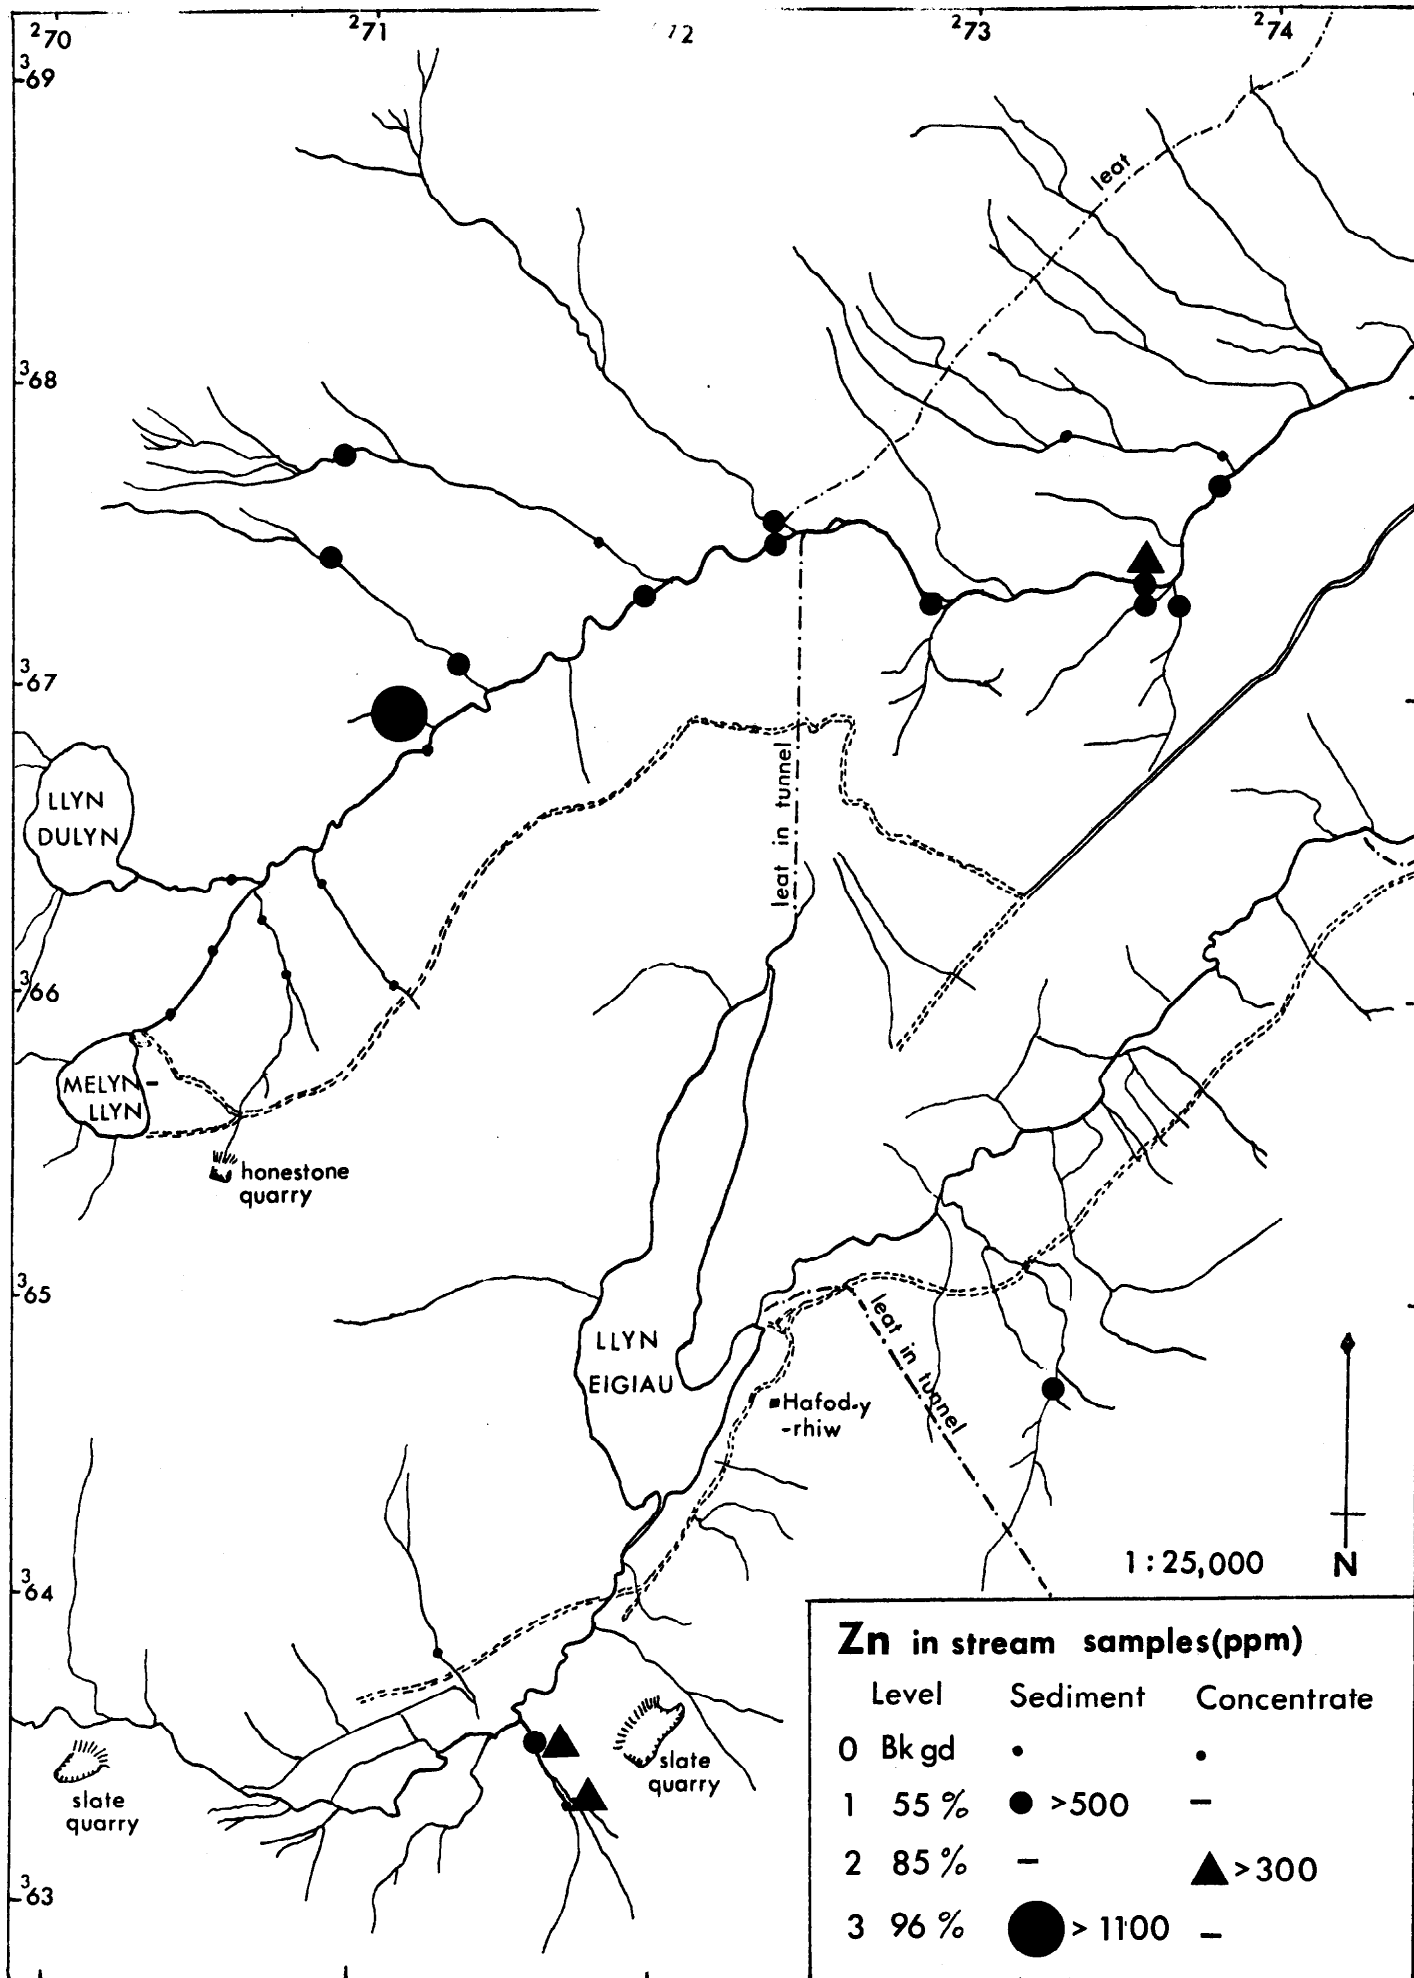 270
271
72
273
274
369
368
367
366
365
364
363
leat
leat in tunnel
LLYN
DULYN
MELYN-
LLYN
honestone
quarry
LLYN
EIGIAU
Hafod-y
-rhiw
leat in tunnel
slate
quarry
slate
quarry
1:25,000
N
Zn in stream samples(ppm)
Level Sediment Concentrate
0 Bkgd
1 55% >500 –
2 85% – >300
3 96% >1100 –